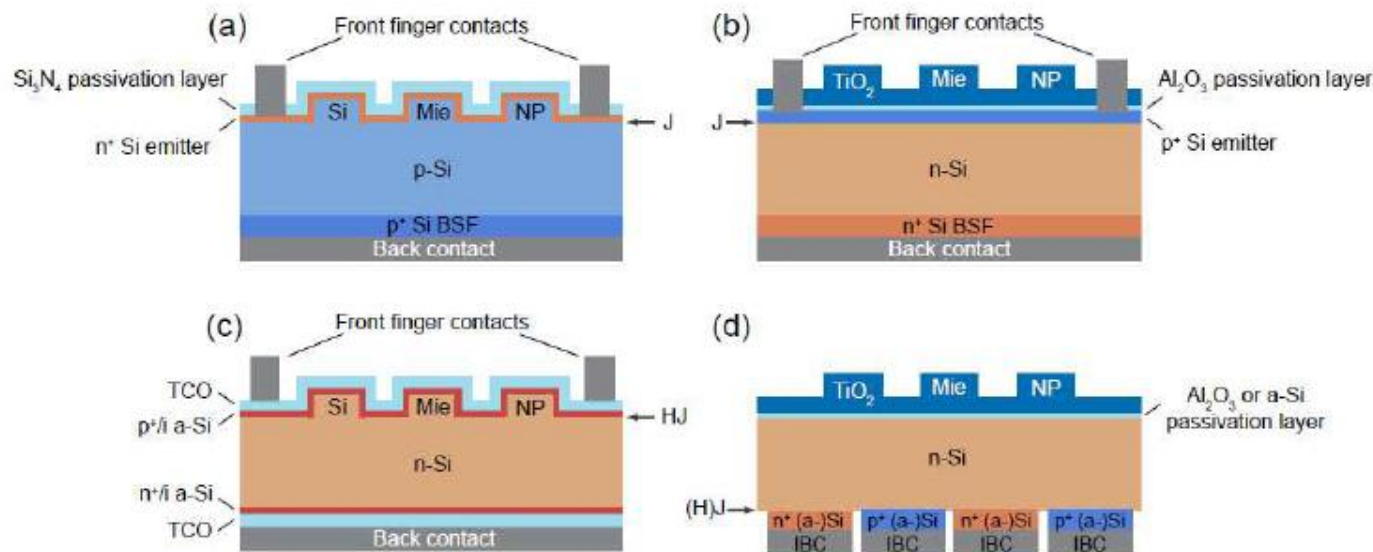 (a)
Front finger contacts
Si₃N₄ passivation layer
Si Mie NP
J
n⁺ Si emitter
p-Si
p⁺ Si BSF
Back contact
(b)
Front finger contacts
TiO₂ Mie NP
Al₂O₃ passivation layer
J
p⁺ Si emitter
n-Si
n⁺ Si BSF
Back contact
(c)
Front finger contacts
TCO
Si Mie NP
p⁺/i a-Si
HJ
n-Si
n⁺/i a-Si
TCO
Back contact
(d)
TiO₂ Mie NP
Al₂O₃ or a-Si
passivation layer
n-Si
(H)J
n⁺ (a-)Si p⁺ (a-)Si n⁺ (a-)Si p⁺ (a-)Si
IBC IBC IBC IBC